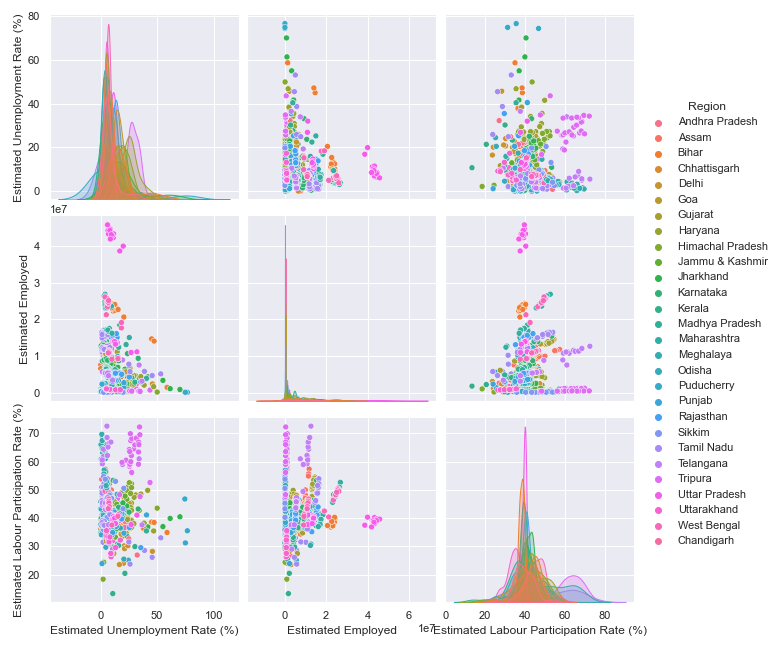 80
60
40
20
0
Estimated Unemployment Rate (%)
1e7
4
3
2
1
0
Estimated Employed
70
60
50
40
30
20
Estimated Labour Participation Rate (%)
0 50 100
Estimated Unemployment Rate (%)
0 2 4 6
1e7
Estimated Employed
0 20 40 60 80
Estimated Labour Participation Rate (%)
Region
Andhra Pradesh
Assam
Bihar
Chhattisgarh
Delhi
Goa
Gujarat
Haryana
Himachal Pradesh
Jammu & Kashmir
Jharkhand
Karnataka
Kerala
Madhya Pradesh
Maharashtra
Meghalaya
Odisha
Puducherry
Punjab
Rajasthan
Sikkim
Tamil Nadu
Telangana
Tripura
Uttar Pradesh
Uttarakhand
West Bengal
Chandigarh